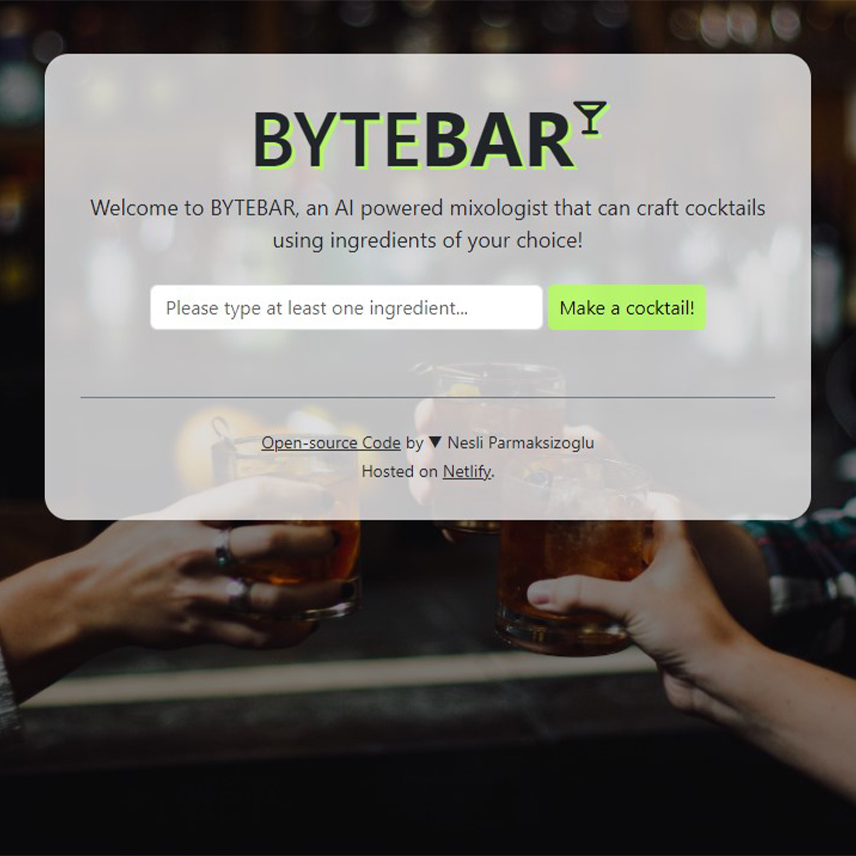 BYTEBAR
Welcome to BYTEBAR, an AI powered mixologist that can craft cocktails
using ingredients of your choice!
Please type at least one ingredient...
Make a cocktail!
Open-source Code by ▼ Nesli Parmaksizoglu
Hosted on Netlify.